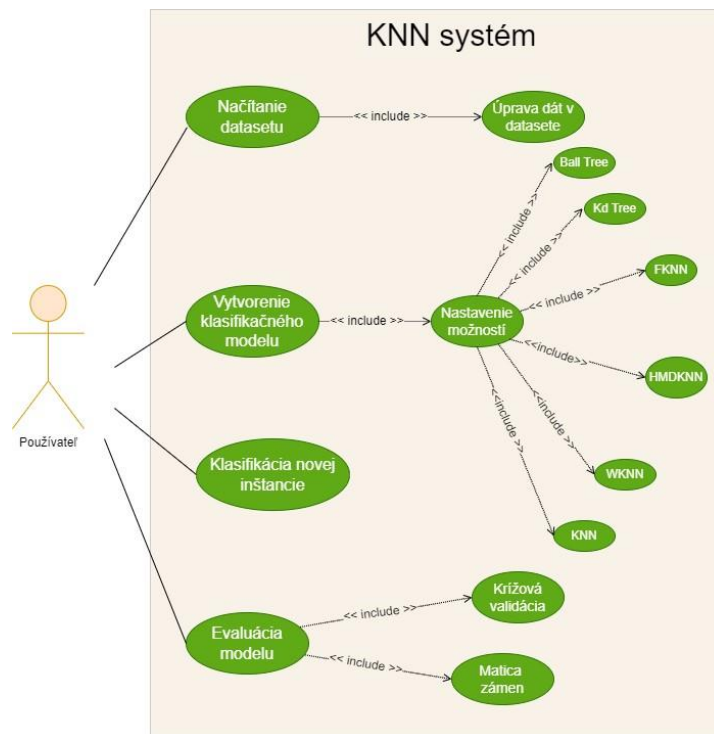 KNN systém
Načítanie
datasetu
<< include >>
Úprava dát v
datasete
Ball Tree
<< include >>
Kd Tree
<< include >>
FKNN
<< include >>
Vytvorenie
klasifikačného
modelu
<< include >>
Nastavenie
možností
<<include>>
HMDKNN
<<include>>
WKNN
<<include>>
KNN
Používateľ
Klasifikácia novej
inštancie
Evaluácia
modelu
<< include >>
Krížová
validácia
<< include >>
Matica
zámen